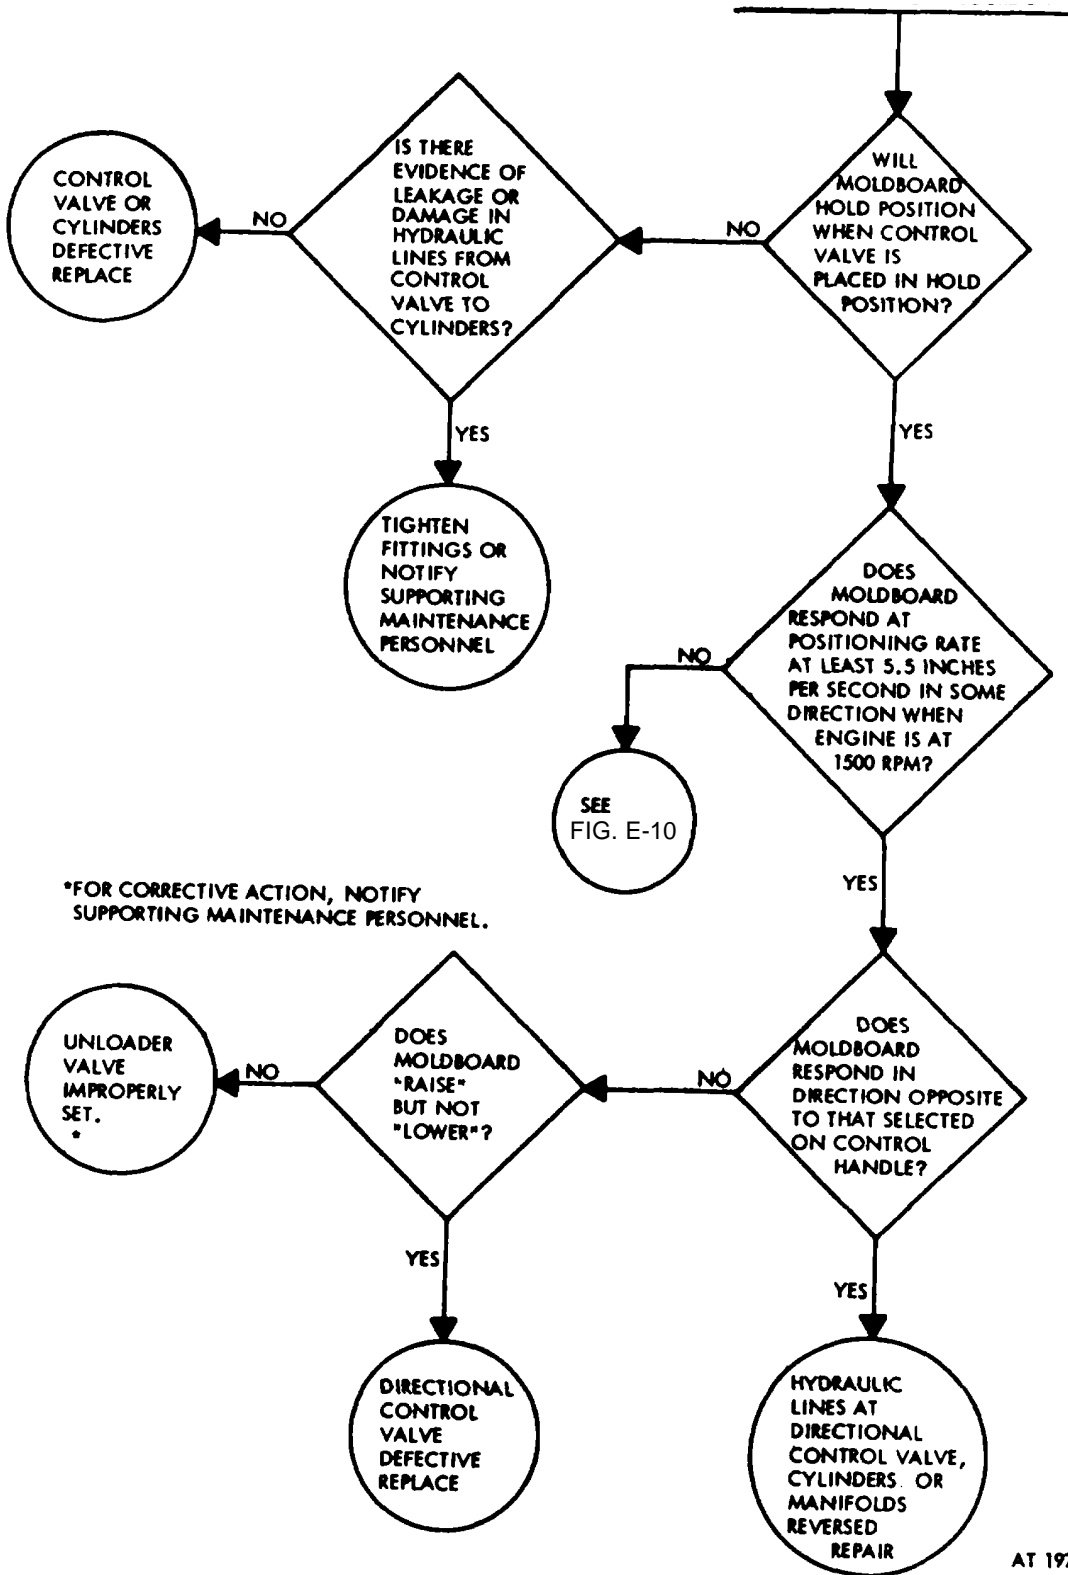 WILL
MOLDBOARD
HOLD POSITION
WHEN CONTROL
VALVE IS
PLACED IN HOLD
POSITION?
NO
IS THERE
EVIDENCE OF
LEAKAGE OR
DAMAGE IN
HYDRAULIC
LINES FROM
CONTROL
VALVE TO
CYLINDERS?
NO
CONTROL
VALVE OR
CYLINDERS
DEFECTIVE
REPLACE
YES
TIGHTEN
FITTINGS OR
NOTIFY
SUPPORTING
MAINTENANCE
PERSONNEL
YES
DOES
MOLDBOARD
RESPOND AT
POSITIONING RATE
AT LEAST 5.5 INCHES
PER SECOND IN SOME
DIRECTION WHEN
ENGINE IS AT
1500 RPM?
NO
SEE
FIG. E-10
YES
*FOR CORRECTIVE ACTION, NOTIFY
SUPPORTING MAINTENANCE PERSONNEL.
DOES
MOLDBOARD
RESPOND IN
DIRECTION OPPOSITE
TO THAT SELECTED
ON CONTROL
HANDLE?
NO
DOES
MOLDBOARD
"RAISE"
BUT NOT
"LOWER"?
NO
UNLOADER
VALVE
IMPROPERLY
SET.
*
YES
DIRECTIONAL
CONTROL
VALVE
DEFECTIVE
REPLACE
YES
HYDRAULIC
LINES AT
DIRECTIONAL
CONTROL VALVE,
CYLINDERS. OR
MANIFOLDS
REVERSED
REPAIR
AT 197